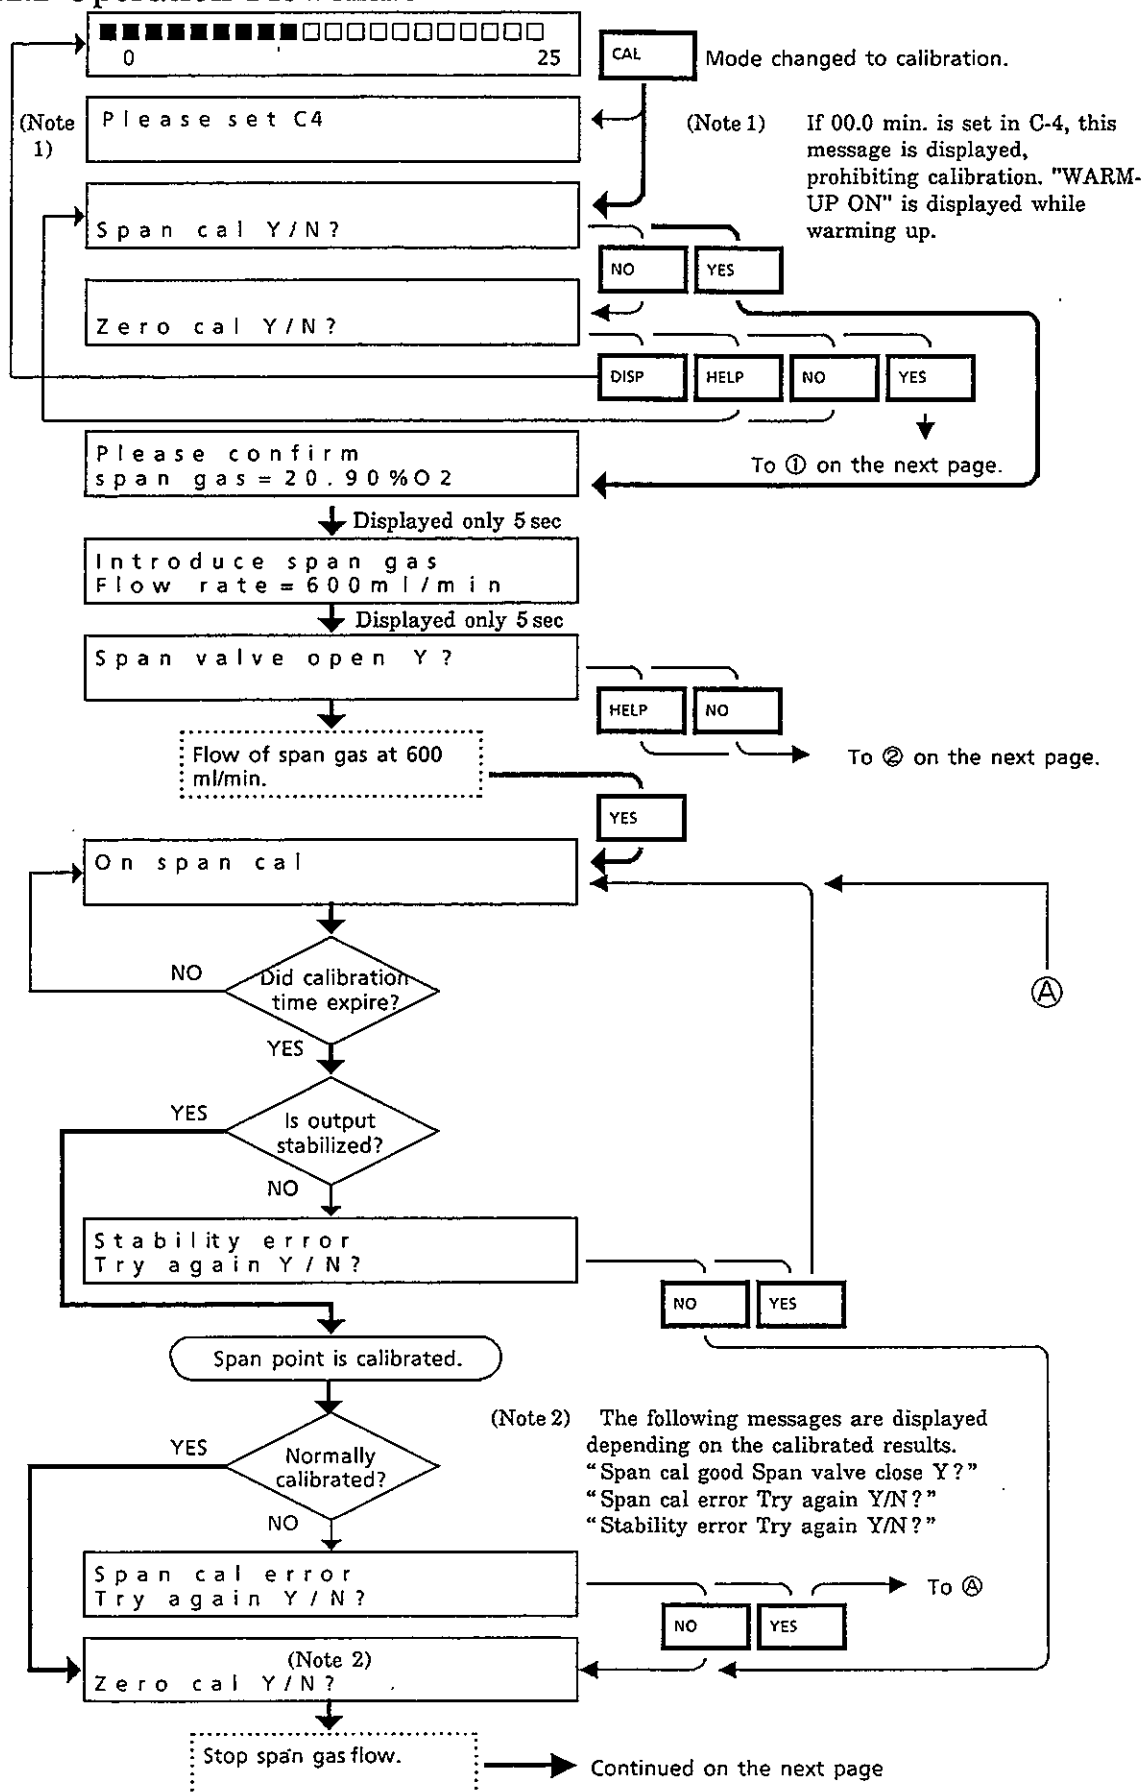 0
25
CAL
Mode changed to calibration.
(Note
1)
Please set C4
(Note 1) If 00.0 min. is set in C-4, this
message is displayed,
prohibiting calibration. "WARM-
UP ON" is displayed while
warming up.
Span cal Y/N?
NO
YES
Zero cal Y/N?
DISP
HELP
NO
YES
To ① on the next page.
Please confirm
span gas=20.90%O2
Displayed only 5 sec
Introduce span gas
Flow rate=600ml/min
Displayed only 5 sec
Span valve open Y?
HELP
NO
To ② on the next page.
Flow of span gas at 600
ml/min.
YES
On span cal
NO
Did calibration
time expire?
Ⓐ
YES
YES
Is output
stabilized?
NO
Stability error
Try again Y/N?
NO
YES
Span point is calibrated.
(Note 2) The following messages are displayed
depending on the calibrated results.
"Span cal good Span valve close Y?"
"Span cal error Try again Y/N?"
"Stability error Try again Y/N?"
YES
Normally
calibrated?
NO
Span cal error
Try again Y/N?
To Ⓐ
NO
YES
(Note 2)
Zero cal Y/N?
Stop span gas flow.
Continued on the next page